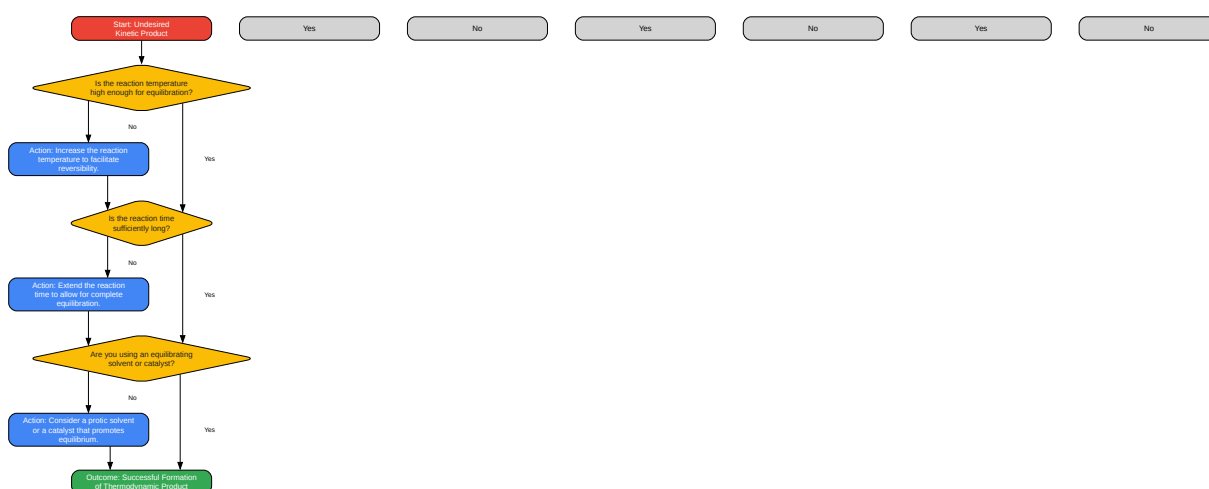 Start: Undesired
Kinetic Product
Yes
No
Yes
No
Yes
No
Is the reaction temperature
high enough for equilibration?
No
Action: Increase the reaction
temperature to facilitate
reversibility.
Yes
Is the reaction time
sufficiently long?
No
Action: Extend the reaction
time to allow for complete
equilibration.
Yes
Are you using an equilibrating
solvent or catalyst?
No
Action: Consider a protic solvent
or a catalyst that promotes
equilibrium.
Yes
Outcome: Successful Formation
of Thermodynamic Product